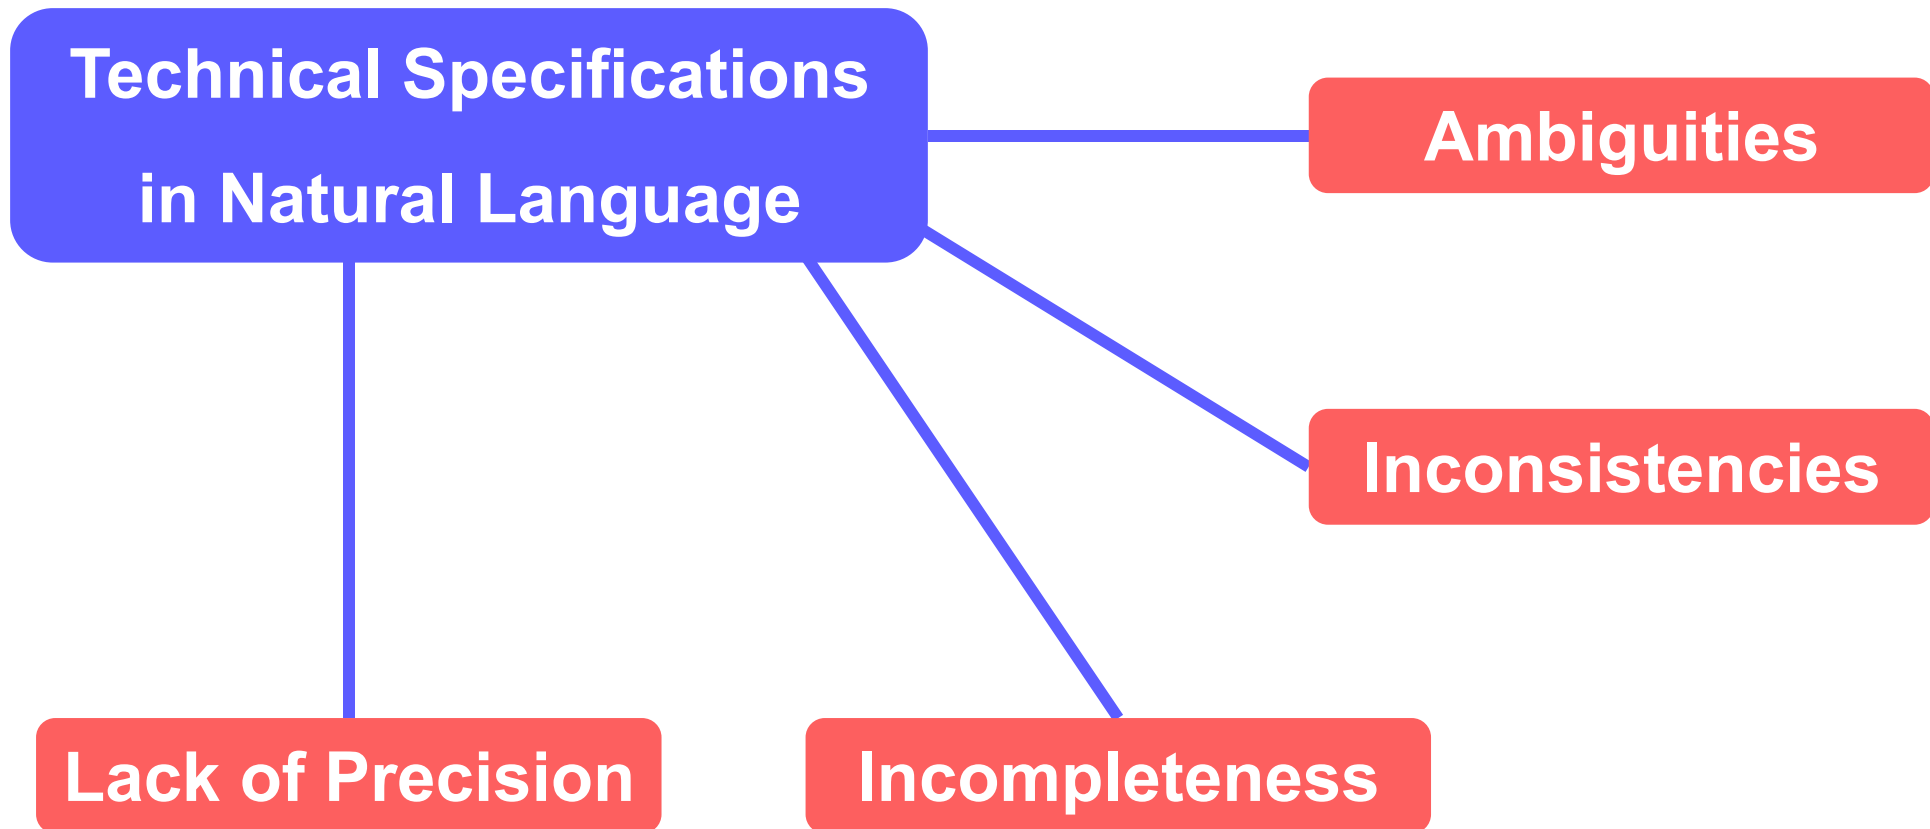 Technical Specifications
in Natural Language
Ambiguities
Inconsistencies
Lack of Precision
Incompleteness